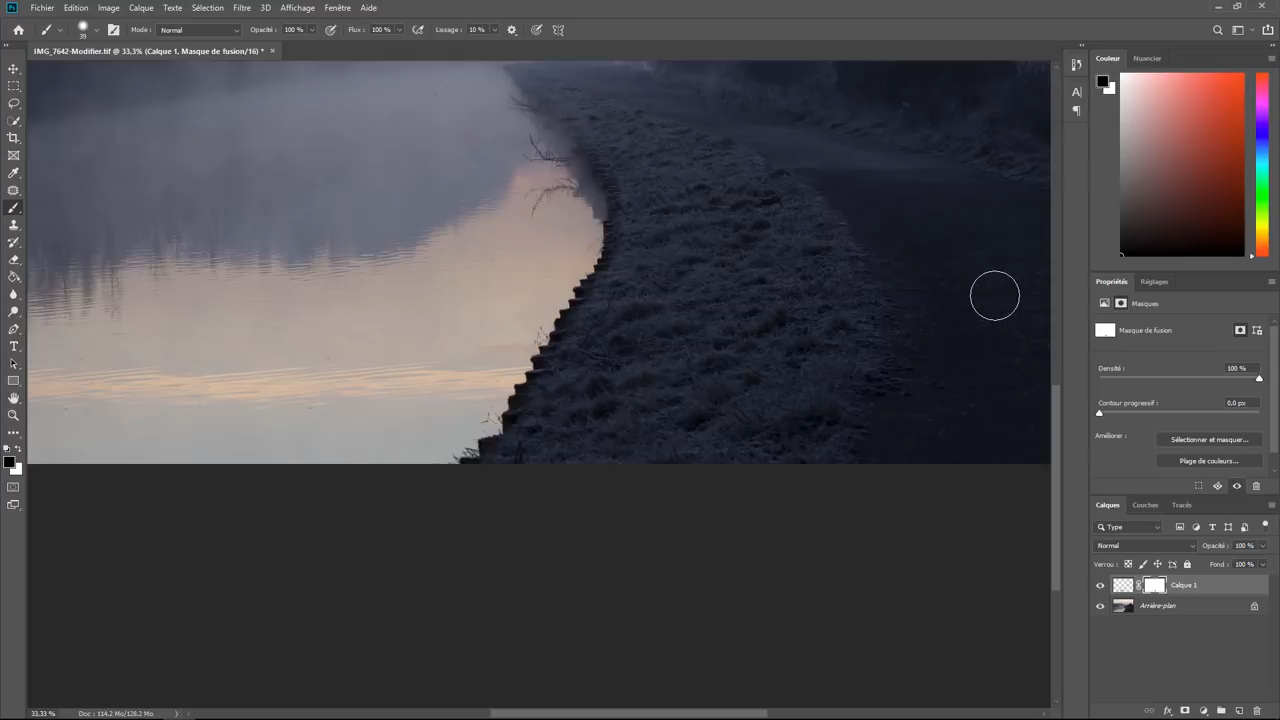 Ps Fichier Edition Image Calque Texte Sélection Filtre 3D Affichage Fenêtre Aide
39 Mode : Normal Opacité : 100 % Flux : 100 % Lissage : 10 %
IMG_7642-Modifier.tif @ 33,3% (Calque 1, Masque de fusion/16) * ×
Couleur Nuancier
Propriétés Réglages
Masques
Masque de fusion
Densité : 100 %
Contour progressif : 0,0 px
Améliorer : Sélectionner et masquer...
Plage de couleurs...
Calques Couches Tracés
Type
Normal Opacité : 100 %
Verrou : Fond : 100 %
Calque 1
Arrière-plan
33,33 % Doc : 114,2 Mo/128,2 Mo